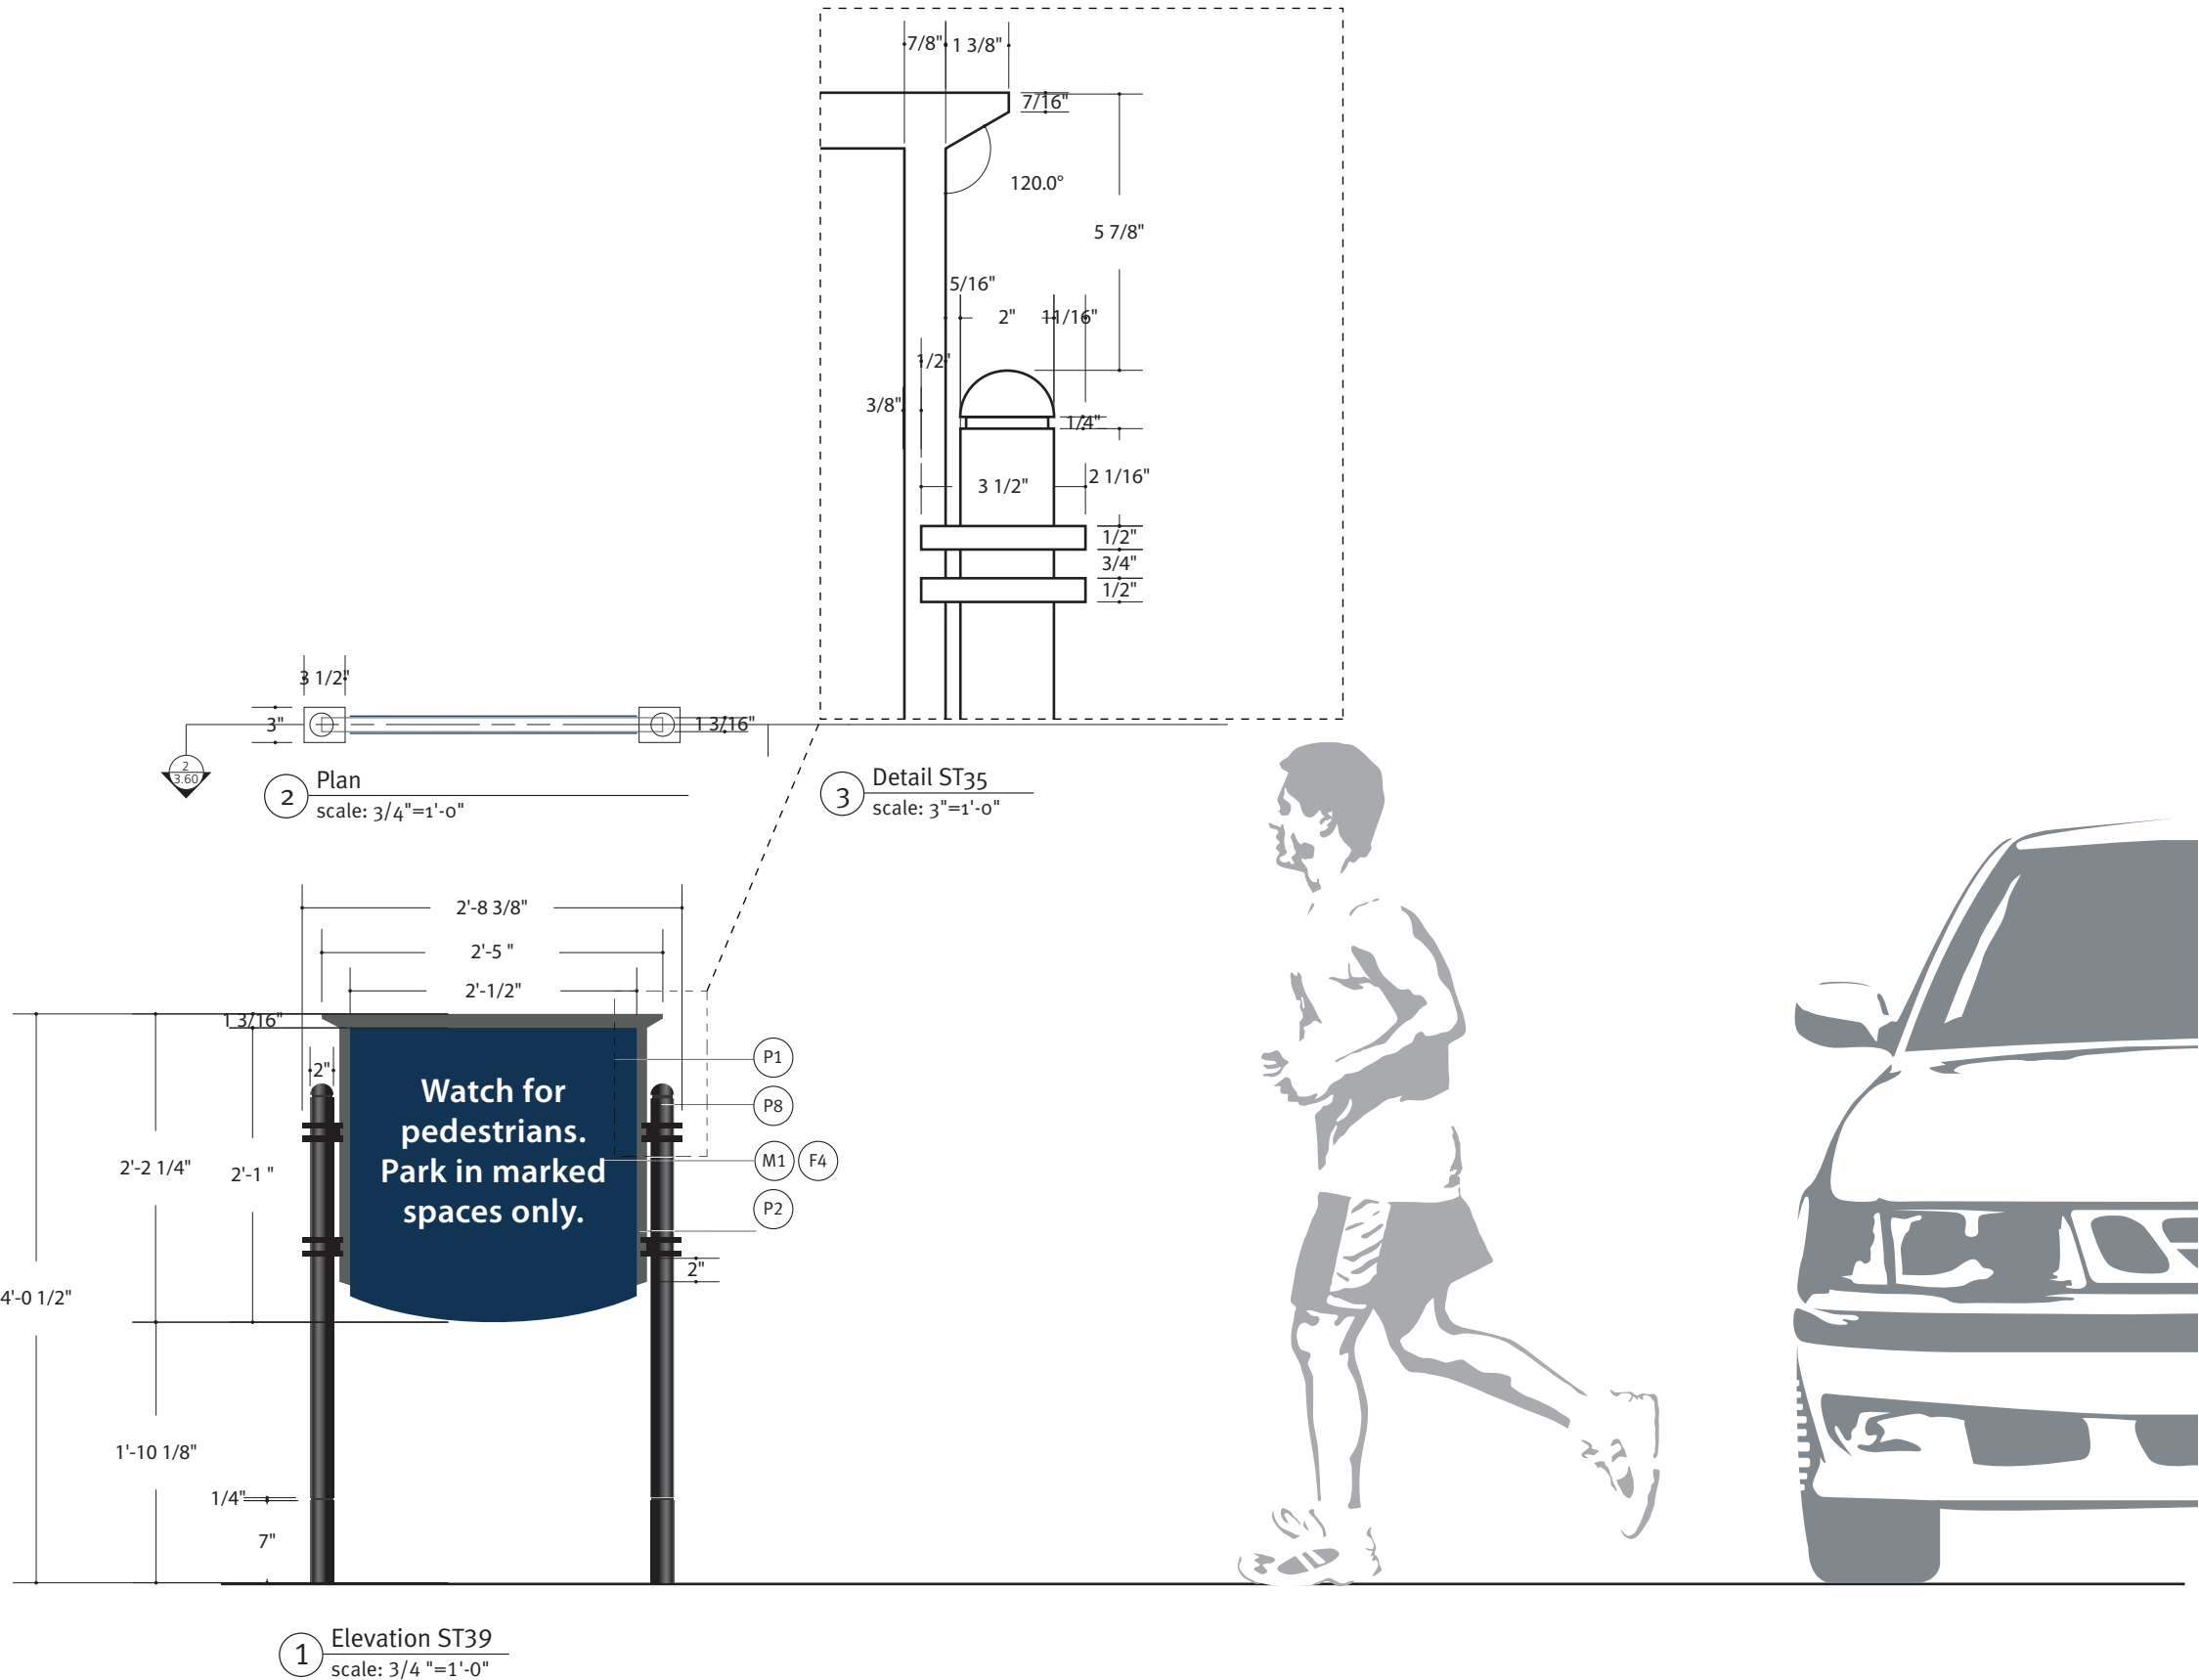 7/8" 1 3/8"
7/16"
120.0°
5 7/8"
5/16"
2" 11/16"
1/2"
3/8"
1/4"
3 1/2" 2 1/16"
1/2"
3/4"
1/2"
3 1/2"
3" 1 3/16"
2
3.60
2 Plan
scale: 3/4"=1'-0"
3 Detail ST35
scale: 3"=1'-0"
2'-8 3/8"
2'-5 "
2'-1/2"
1 3/16"
2"
P1
P8
M1 F4
P2
Watch for
pedestrians.
Park in marked
spaces only.
2'-2 1/4" 2'-1 "
2"
4'-0 1/2"
1'-10 1/8"
1/4"
7"
1 Elevation ST39
scale: 3/4 "=1'-0"